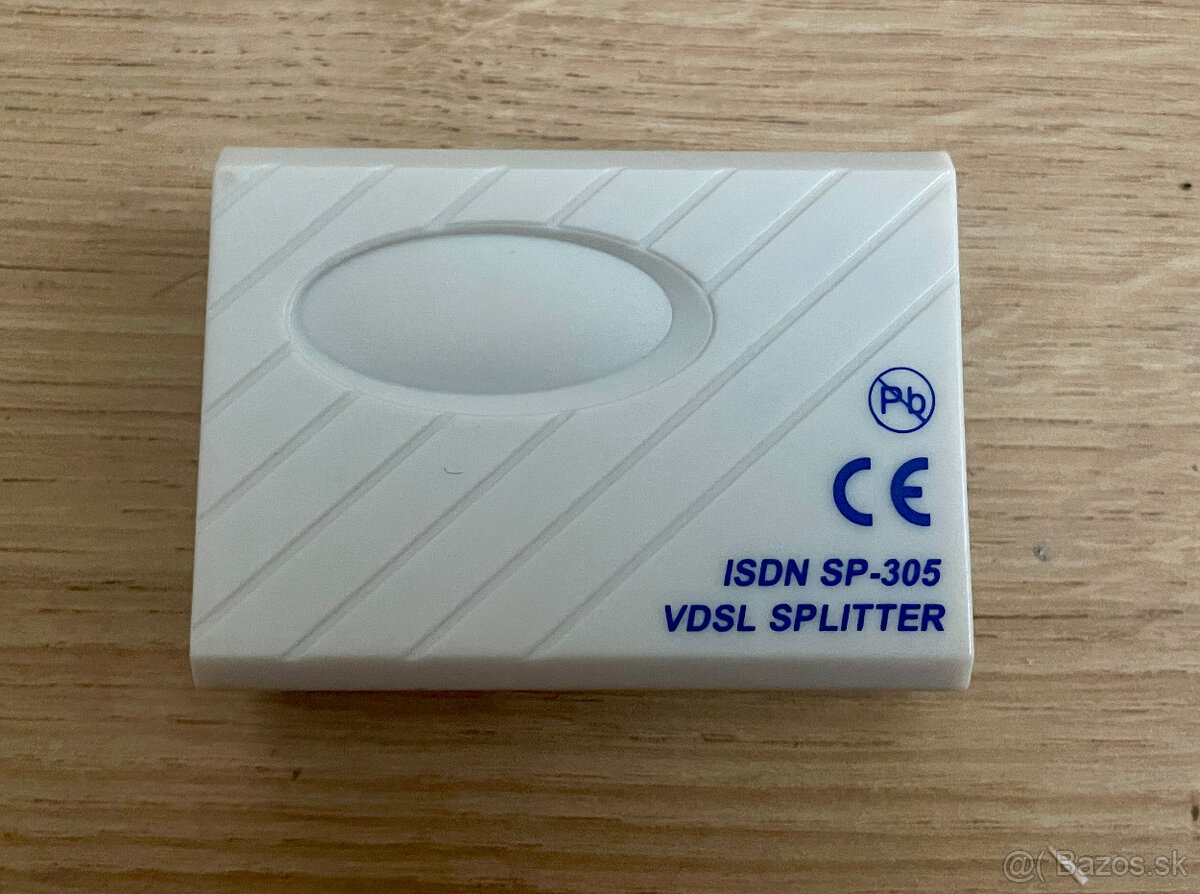 Pb
CE
ISDN SP-305
VDSL SPLITTER
@( Bazos.sk